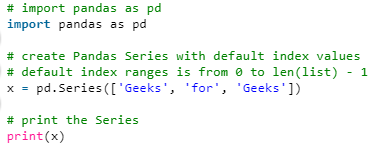 # import pandas as pd
import pandas as pd
# create Pandas Series with default index values
# default index ranges is from 0 to len(list) - 1
x = pd.Series(['Geeks', 'for', 'Geeks'])
# print the Series
print(x)